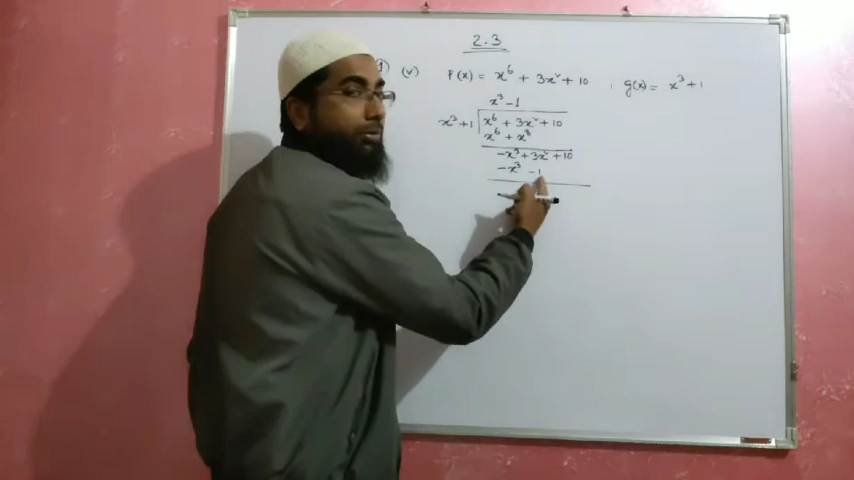 2.3
1) (v) P(x) = x⁶ + 3x² + 10 ; g(x) = x³ + 1
x³ - 1
x³ + 1 | x⁶ + 3x² + 10
x⁶ + x³
- x³ + 3x² + 10
- x³ - 1